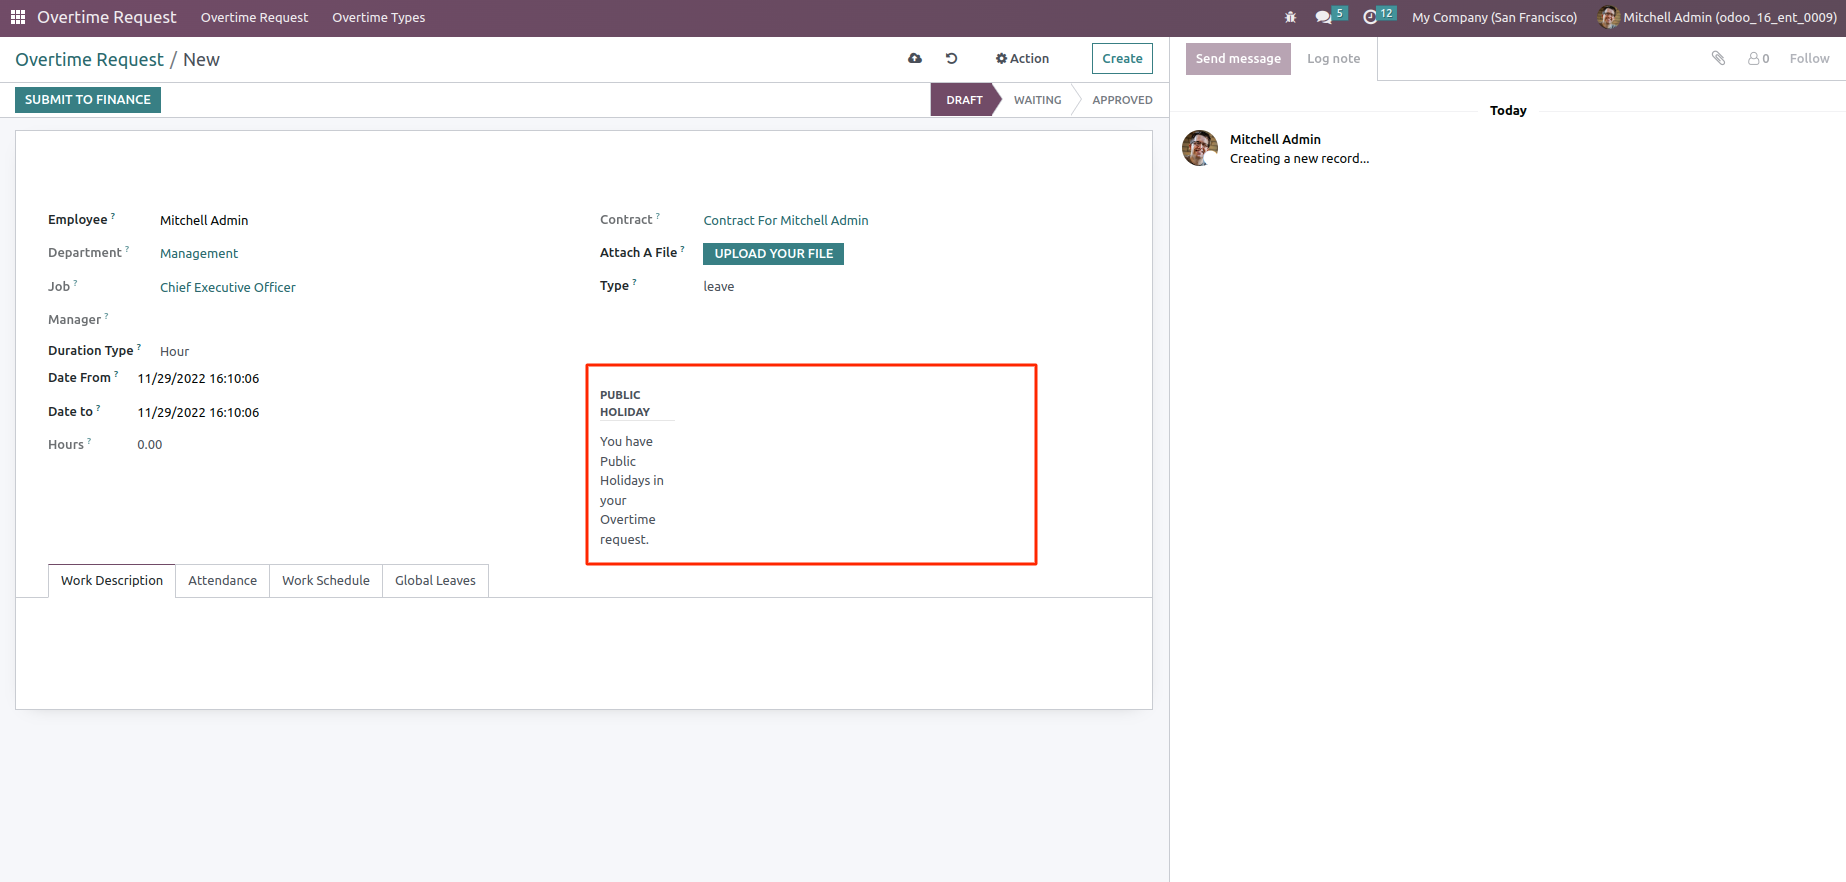 Overtime Request Overtime Request Overtime Types 5 12 My Company (San Francisco) Mitchell Admin (odoo_16_ent_0009)
Overtime Request / New Action Create
SUBMIT TO FINANCE DRAFT WAITING APPROVED
Employee ? Mitchell Admin
Department ? Management
Job ? Chief Executive Officer
Manager ?
Duration Type ? Hour
Date From ? 11/29/2022 16:10:06
Date to ? 11/29/2022 16:10:06
Hours ? 0.00
Contract ? Contract For Mitchell Admin
Attach A File ? UPLOAD YOUR FILE
Type ? leave
PUBLIC
HOLIDAY
You have
Public
Holidays in
your
Overtime
request.
Work Description Attendance Work Schedule Global Leaves
Send message Log note 0 Follow
Today
Mitchell Admin
Creating a new record...